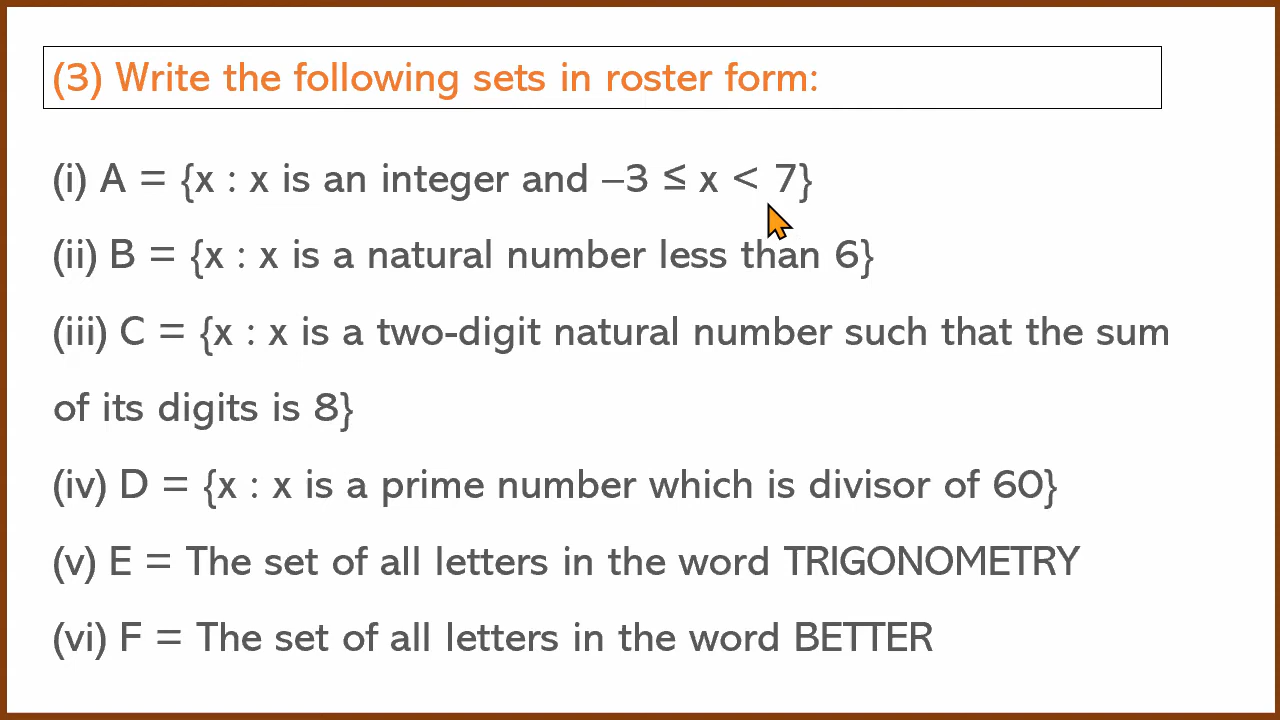 (3) Write the following sets in roster form:
(i) A = {x : x is an integer and –3 ≤ x < 7}
(ii) B = {x : x is a natural number less than 6}
(iii) C = {x : x is a two-digit natural number such that the sum
of its digits is 8}
(iv) D = {x : x is a prime number which is divisor of 60}
(v) E = The set of all letters in the word TRIGONOMETRY
(vi) F = The set of all letters in the word BETTER